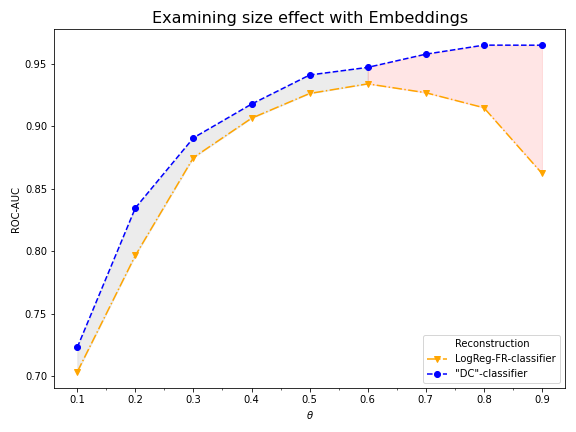 Examining size effect with Embeddings
ROC-AUC
0.95
0.90
0.85
0.80
0.75
0.70
Reconstruction
LogReg-FR-classifier
"DC"-classifier
0.1 0.2 0.3 0.4 0.5 0.6 0.7 0.8 0.9
θ